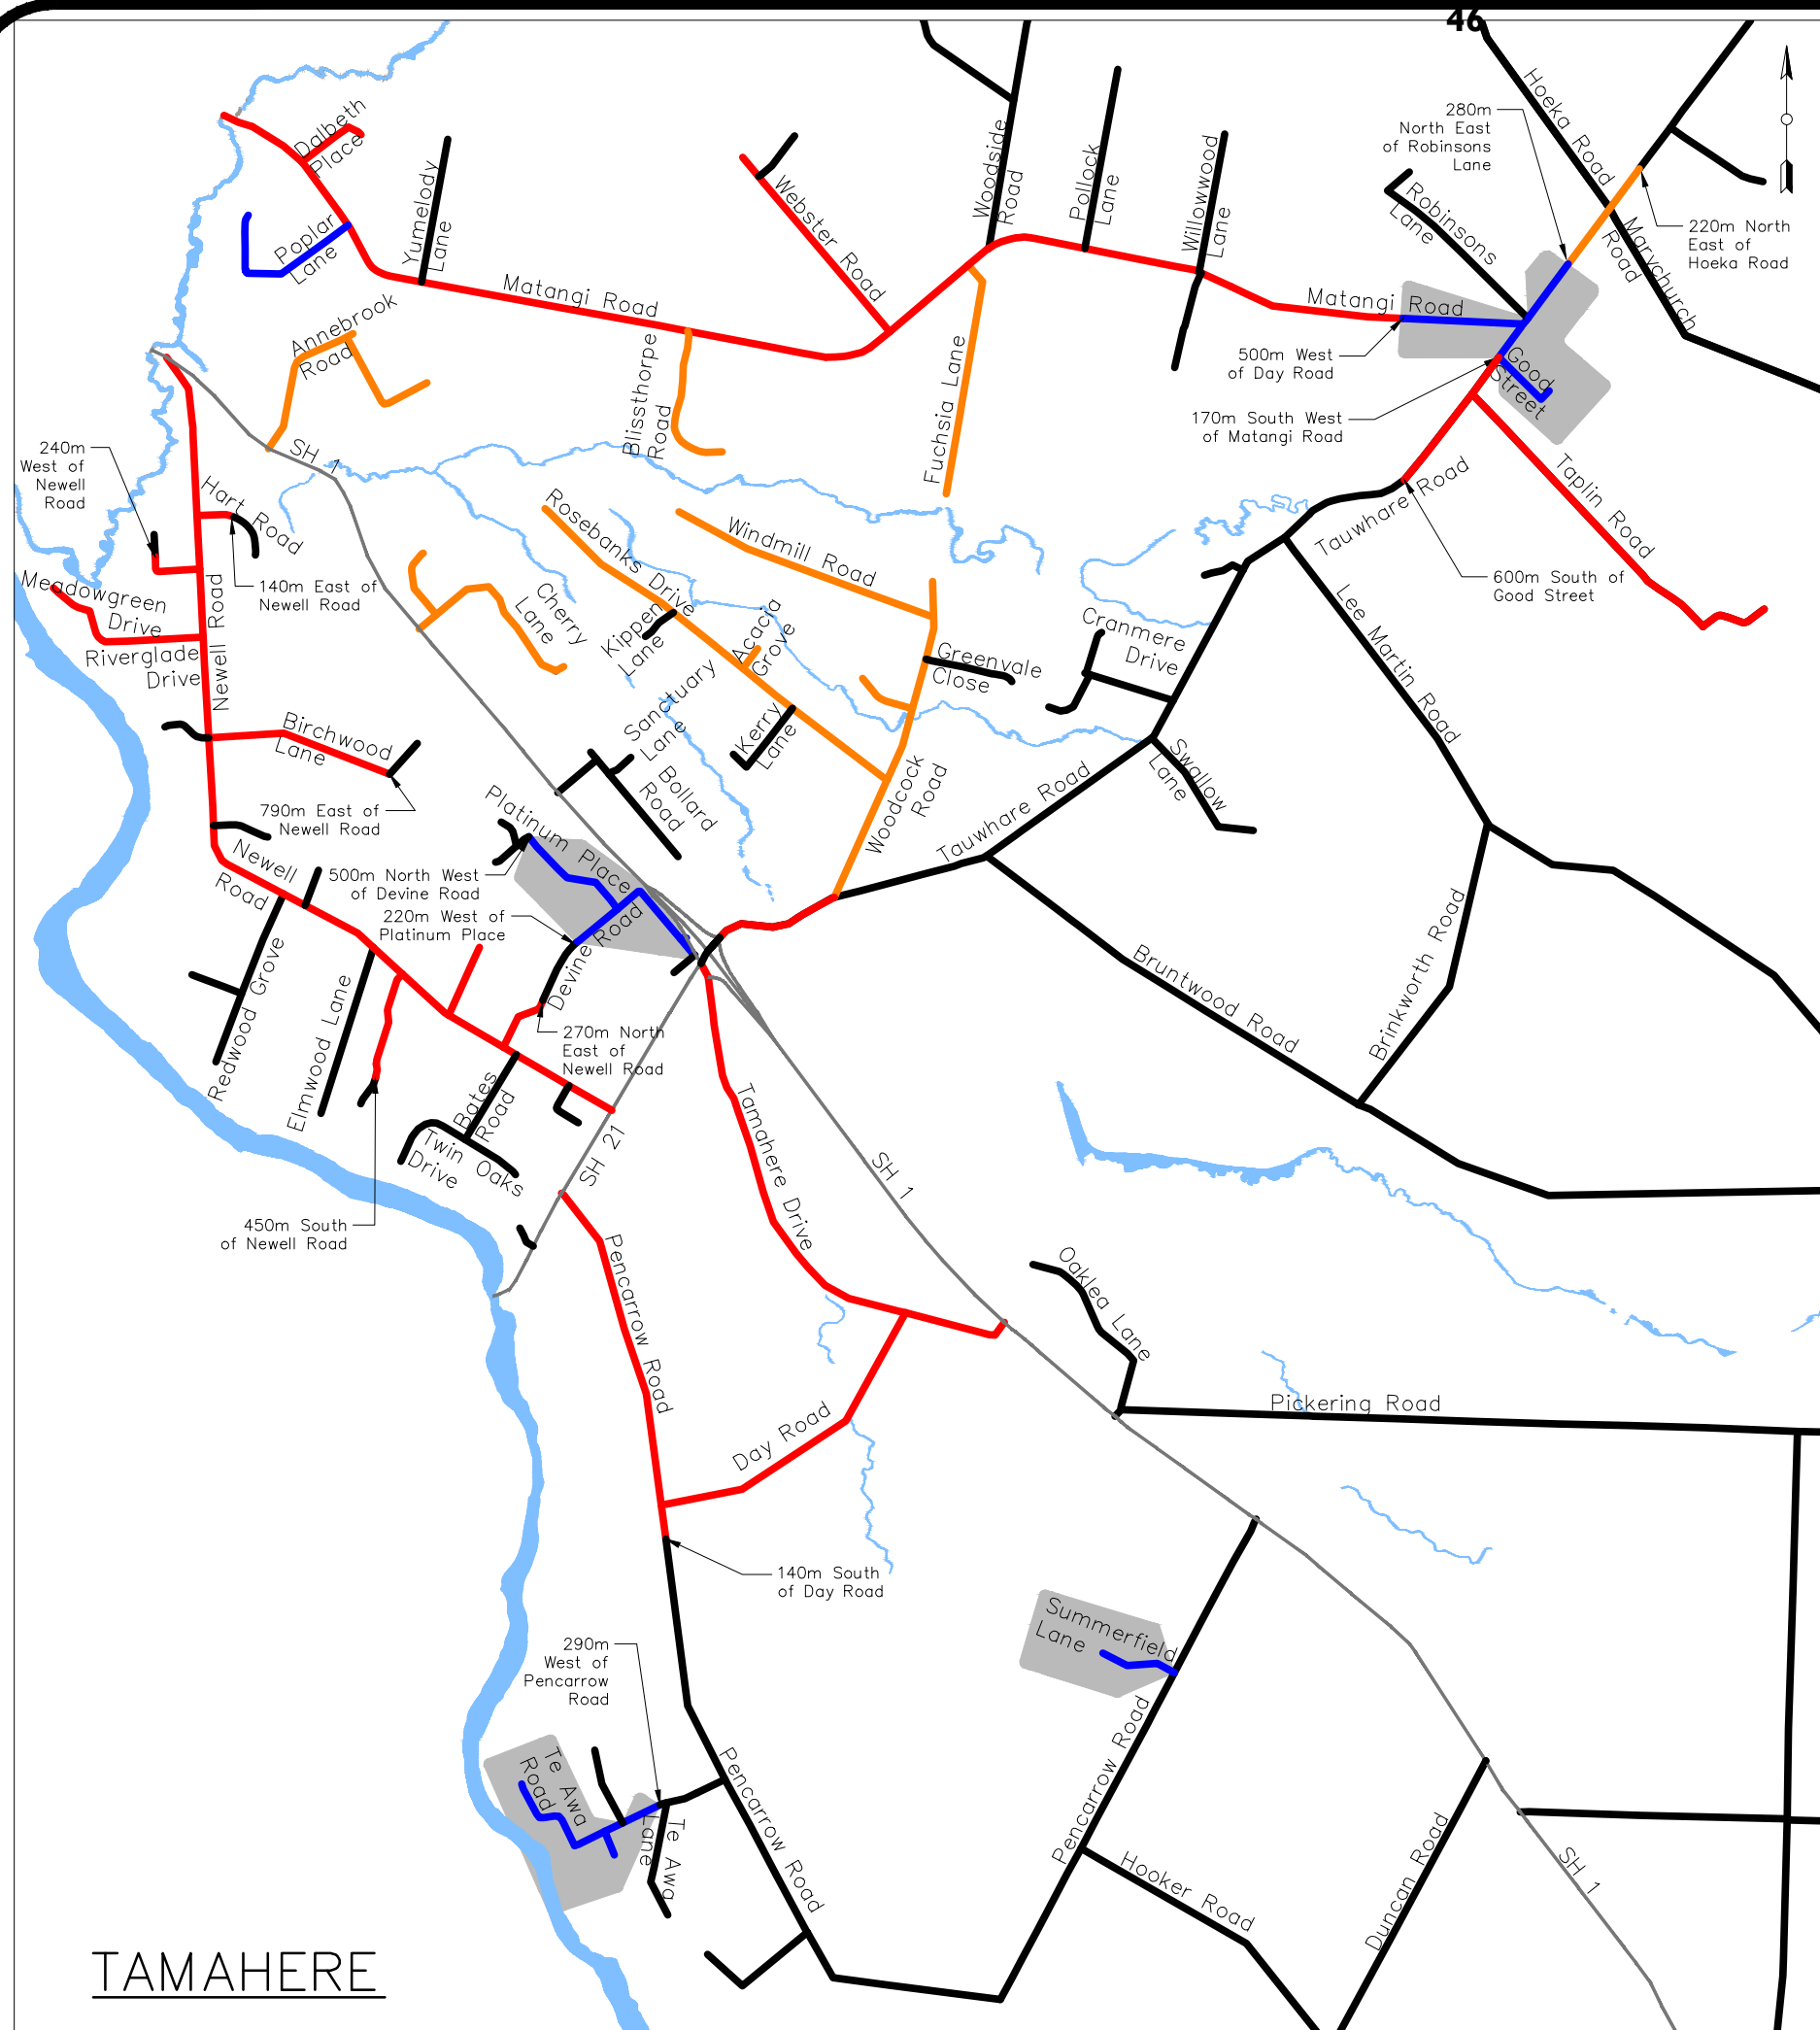 46
Hoeka Road
280m
North East
of Robinsons
Lane
Dalbeth
Place
Yumelody
Lane
Webster Road
Woodside
Road
Pollock
Lane
Willowwood
Lane
Robinsons
Lane
Marychurch
Road
220m North
East of
Hoeka Road
Poplar
Lane
Matangi Road
Matangi Road
Annebrook
Road
Blissthorpe
Road
Fuchsia Lane
500m West
of Day Road
Good
Street
170m South West
of Matangi Road
SH 1
240m
West of
Newell
Road
Hart Road
Taplin Road
Tauwhare Road
600m South of
Good Street
Rosebanks Drive
Windmill Road
140m East of
Newell Road
Meadowgreen
Drive
Riverglade
Drive
Newell Road
Cherry
Lane
Kippen
Lane
Acacia
Grove
Greenvale
Close
Cranmere
Drive
Lee Martin Road
Sanctuary
Lane
Kerry
Lane
Birchwood
Lane
790m East of
Newell Road
Bollard
Road
Woodcock
Road
Tauwhare Road
Swallow
Lane
Platinum Place
Newell
Road
500m North West
of Devine Road
220m West of
Platinum Place
Devine Road
Redwood Grove
Elmwood Lane
270m North
East of
Newell Road
Bruntwood Road
Brinkworth Road
Bates
Road
Twin Oaks
Drive
SH 21
Tamahere Drive
SH 1
450m South
of Newell Road
Pencarrow Road
Oaklea Lane
Pickering Road
Day Road
140m South
of Day Road
Summerfield
Lane
290m
West of
Pencarrow
Road
Te Awa
Road
Te Awa
Lane
Pencarrow Road
Pencarrow Road
Hooker Road
Duncan Road
SH 1
TAMAHERE